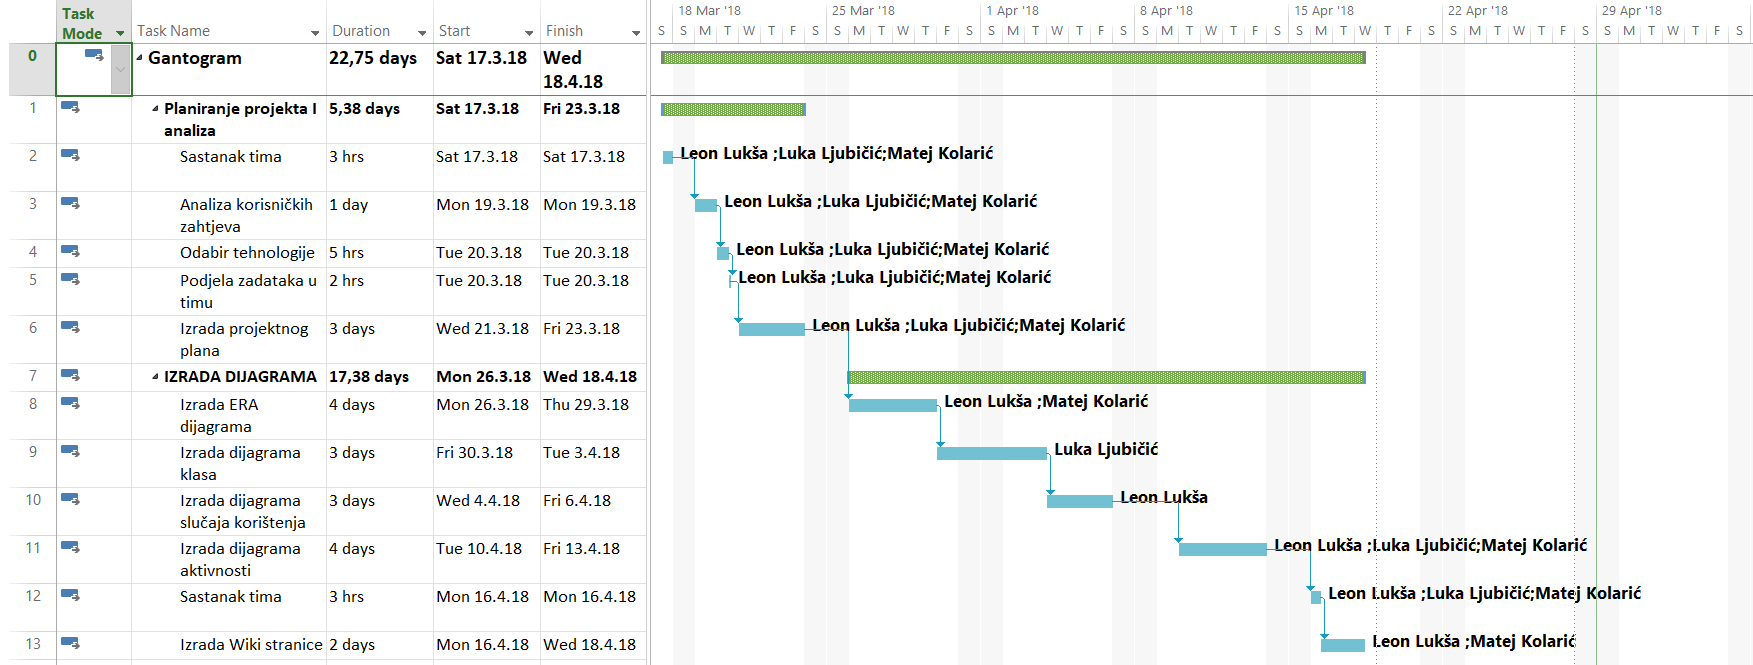 Task Mode Task Name Duration Start Finish
18 Mar '18 25 Mar '18 1 Apr '18 8 Apr '18 15 Apr '18 22 Apr '18 29 Apr '18
S S M T W T F S S M T W T F S S M T W T F S S M T W T F S S M T W T F S S M T W T F S S M T W T F S
0 Gantogram 22,75 days Sat 17.3.18 Wed 18.4.18
1 Planiranje projekta I analiza 5,38 days Sat 17.3.18 Fri 23.3.18
2 Sastanak tima 3 hrs Sat 17.3.18 Sat 17.3.18 Leon Lukša ;Luka Ljubičić;Matej Kolarić
3 Analiza korisničkih zahtjeva 1 day Mon 19.3.18 Mon 19.3.18 Leon Lukša ;Luka Ljubičić;Matej Kolarić
4 Odabir tehnologije 5 hrs Tue 20.3.18 Tue 20.3.18 Leon Lukša ;Luka Ljubičić;Matej Kolarić
5 Podjela zadataka u timu 2 hrs Tue 20.3.18 Tue 20.3.18 Leon Lukša ;Luka Ljubičić;Matej Kolarić
6 Izrada projektnog plana 3 days Wed 21.3.18 Fri 23.3.18 Leon Lukša ;Luka Ljubičić;Matej Kolarić
7 IZRADA DIJAGRAMA 17,38 days Mon 26.3.18 Wed 18.4.18
8 Izrada ERA dijagrama 4 days Mon 26.3.18 Thu 29.3.18 Leon Lukša ;Matej Kolarić
9 Izrada dijagrama klasa 3 days Fri 30.3.18 Tue 3.4.18 Luka Ljubičić
10 Izrada dijagrama slučaja korištenja 3 days Wed 4.4.18 Fri 6.4.18 Leon Lukša
11 Izrada dijagrama aktivnosti 4 days Tue 10.4.18 Fri 13.4.18 Leon Lukša ;Luka Ljubičić;Matej Kolarić
12 Sastanak tima 3 hrs Mon 16.4.18 Mon 16.4.18 Leon Lukša ;Luka Ljubičić;Matej Kolarić
13 Izrada Wiki stranice 2 days Mon 16.4.18 Wed 18.4.18 Leon Lukša ;Matej Kolarić